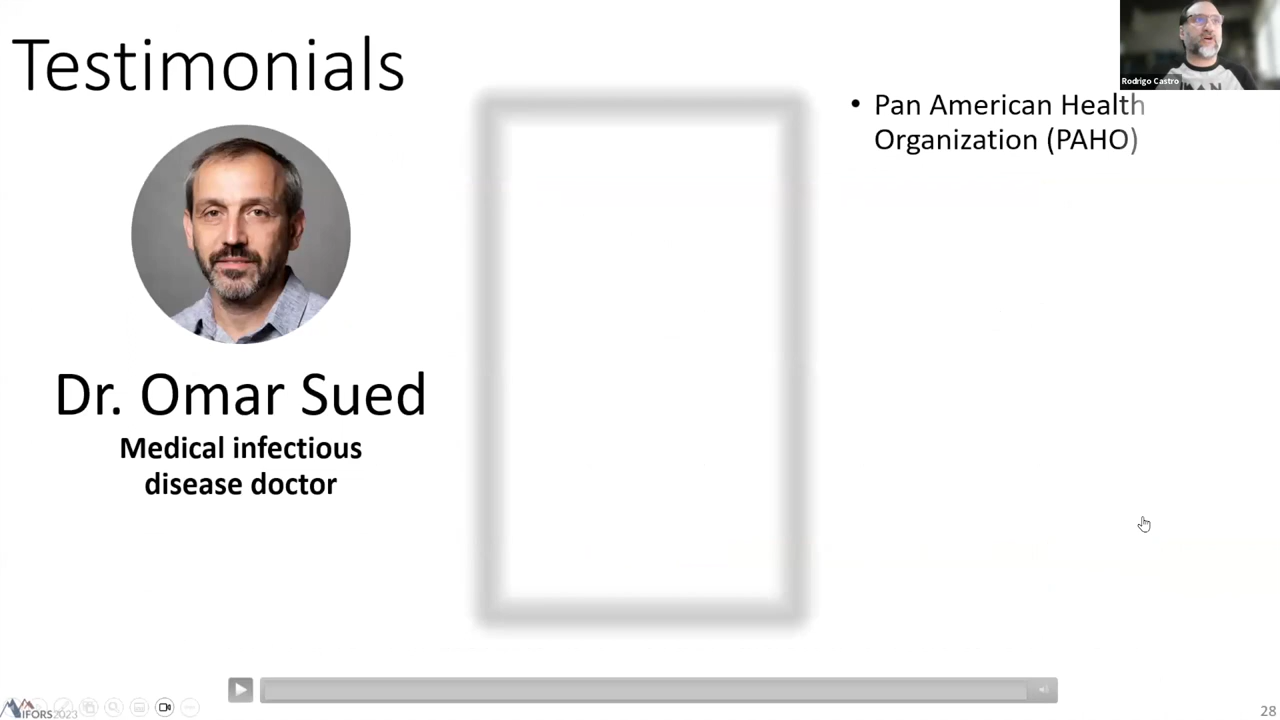 Testimonials
Rodrigo Castro
• Pan American Health
Organization (PAHO)
Dr. Omar Sued
Medical infectious
disease doctor
IFORS2023
28